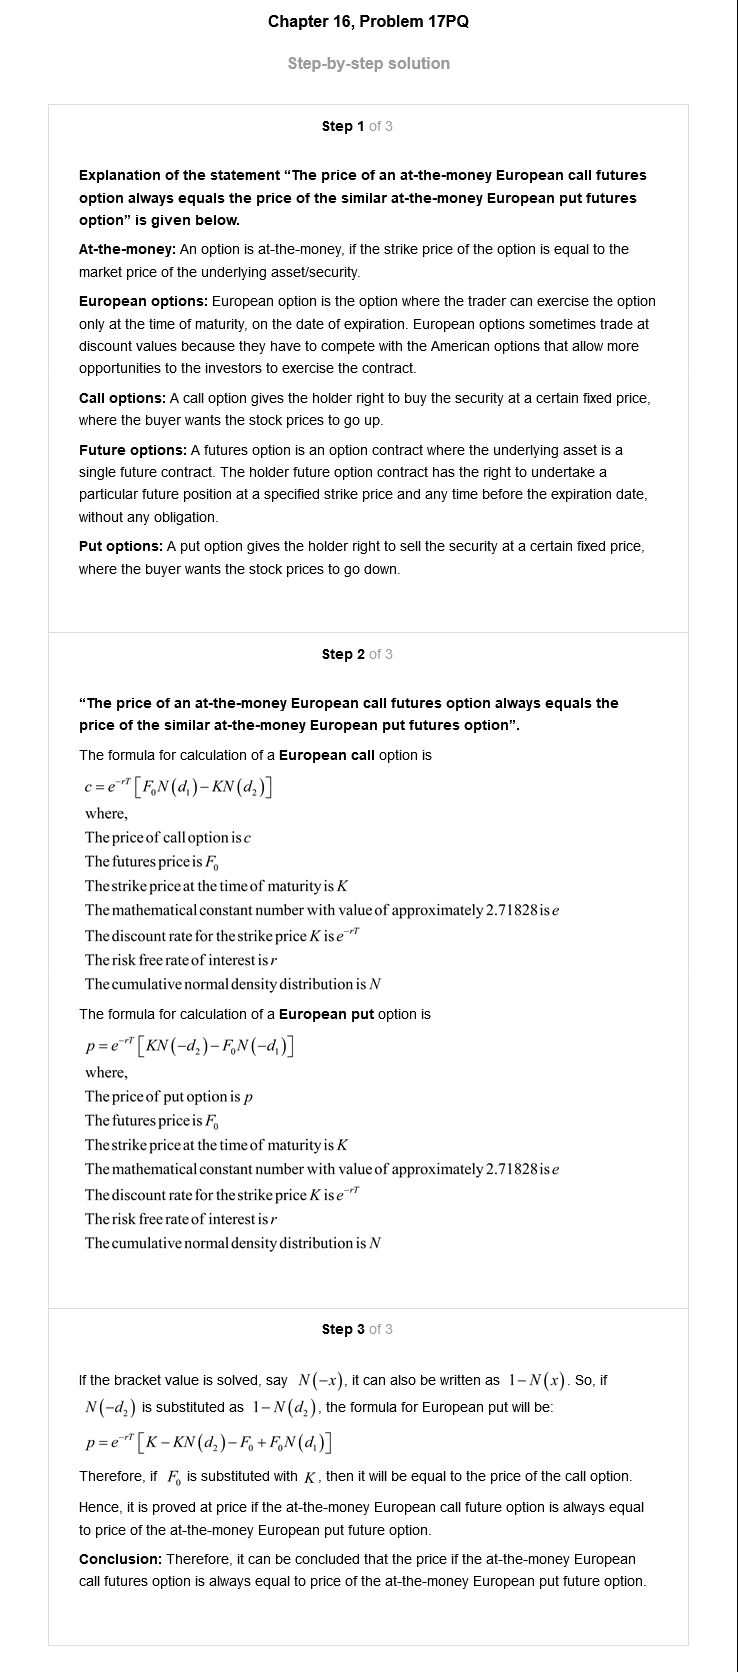 Chapter 16, Problem 17PQ
Step-by-step solution
Step 1 of 3
Explanation of the statement “The price of an at-the-money European call futures
option always equals the price of the similar at-the-money European put futures
option” is given below.
At-the-money: An option is at-the-money, if the strike price of the option is equal to the
market price of the underlying asset/security.
European options: European option is the option where the trader can exercise the option
only at the time of maturity, on the date of expiration. European options sometimes trade at
discount values because they have to compete with the American options that allow more
opportunities to the investors to exercise the contract.
Call options: A call option gives the holder right to buy the security at a certain fixed price,
where the buyer wants the stock prices to go up.
Future options: A futures option is an option contract where the underlying asset is a
single future contract. The holder future option contract has the right to undertake a
particular future position at a specified strike price and any time before the expiration date,
without any obligation.
Put options: A put option gives the holder right to sell the security at a certain fixed price,
where the buyer wants the stock prices to go down.
Step 2 of 3
“The price of an at-the-money European call futures option always equals the
price of the similar at-the-money European put futures option”.
The formula for calculation of a European call option is
c = e^{-rT} [F₀N(d₁) − KN(d₂)]
where,
The price of call option is c
The futures price is F₀
The strike price at the time of maturity is K
The mathematical constant number with value of approximately 2.71828 is e
The discount rate for the strike price K is e^{-rT}
The risk free rate of interest is r
The cumulative normal density distribution is N
The formula for calculation of a European put option is
p = e^{-rT} [KN(−d₂) − F₀N(−d₁)]
where,
The price of put option is p
The futures price is F₀
The strike price at the time of maturity is K
The mathematical constant number with value of approximately 2.71828 is e
The discount rate for the strike price K is e^{-rT}
The risk free rate of interest is r
The cumulative normal density distribution is N
Step 3 of 3
If the bracket value is solved, say N(−x), it can also be written as 1−N(x). So, if
N(−d₂) is substituted as 1−N(d₂), the formula for European put will be:
p = e^{-rT} [K − KN(d₂) − F₀ + F₀N(d₁)]
Therefore, if F₀ is substituted with K, then it will be equal to the price of the call option.
Hence, it is proved at price if the at-the-money European call future option is always equal
to price of the at-the-money European put future option.
Conclusion: Therefore, it can be concluded that the price if the at-the-money European
call futures option is always equal to price of the at-the-money European put future option.